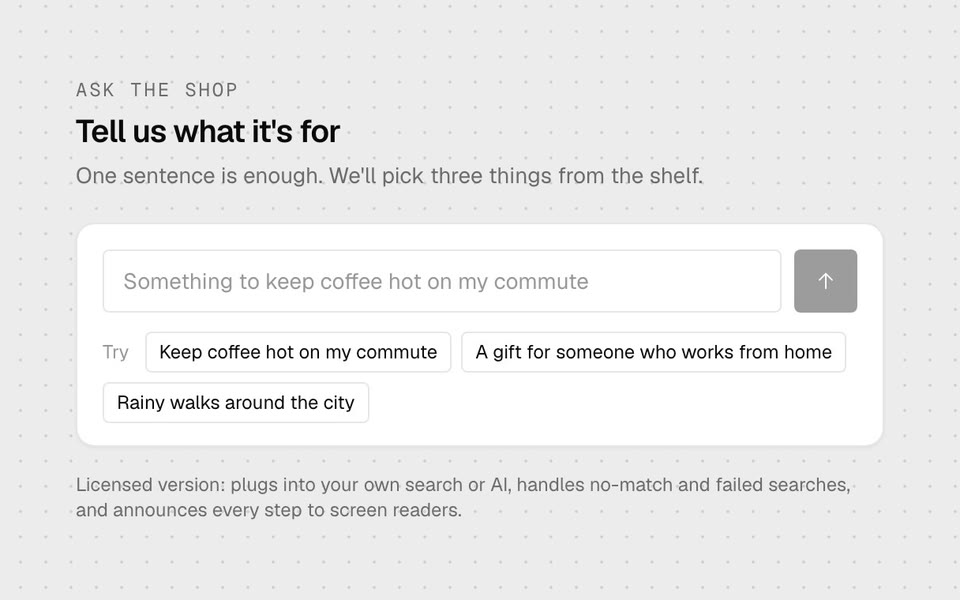 ASK THE SHOP
Tell us what it's for
One sentence is enough. We'll pick three things from the shelf.
Something to keep coffee hot on my commute
↑
Try Keep coffee hot on my commute A gift for someone who works from home
Rainy walks around the city
Licensed version: plugs into your own search or AI, handles no-match and failed searches,
and announces every step to screen readers.